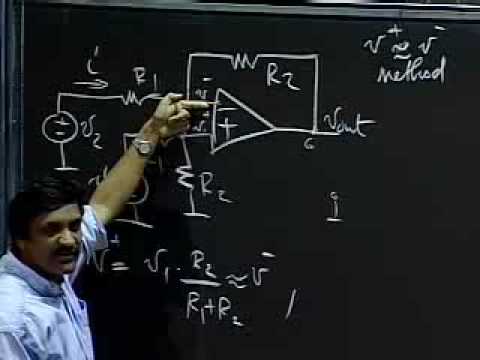 v⁺ ≈ v⁻
method
i R1 R2
v⁻
−
v2 v⁺ vout
+
R2
i
v⁺ = v1 · R2 / (R1 + R2) ≈ v⁻ /